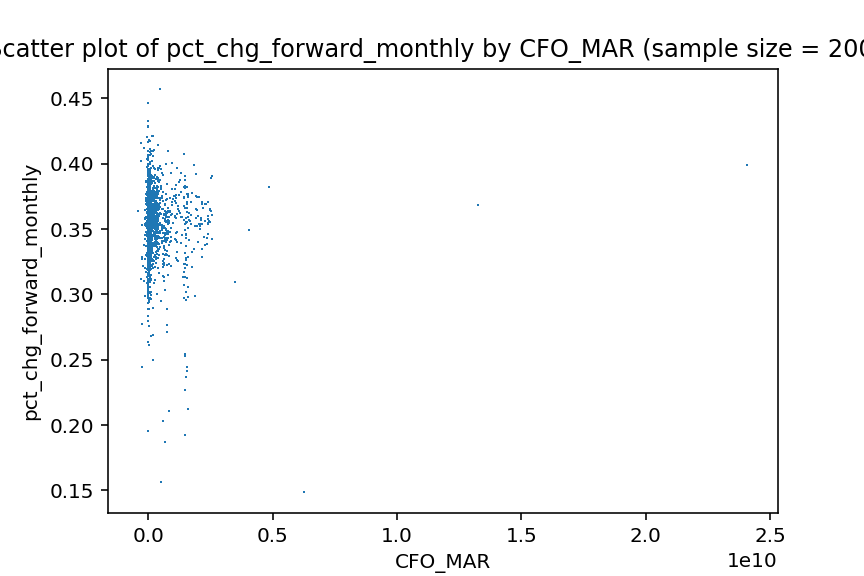 catter plot of pct_chg_forward_monthly by CFO_MAR (sample size = 200
0.45
0.40
0.35
0.30
0.25
0.20
0.15
pct_chg_forward_monthly
0.0 0.5 1.0 1.5 2.0 2.5
CFO_MAR
1e10